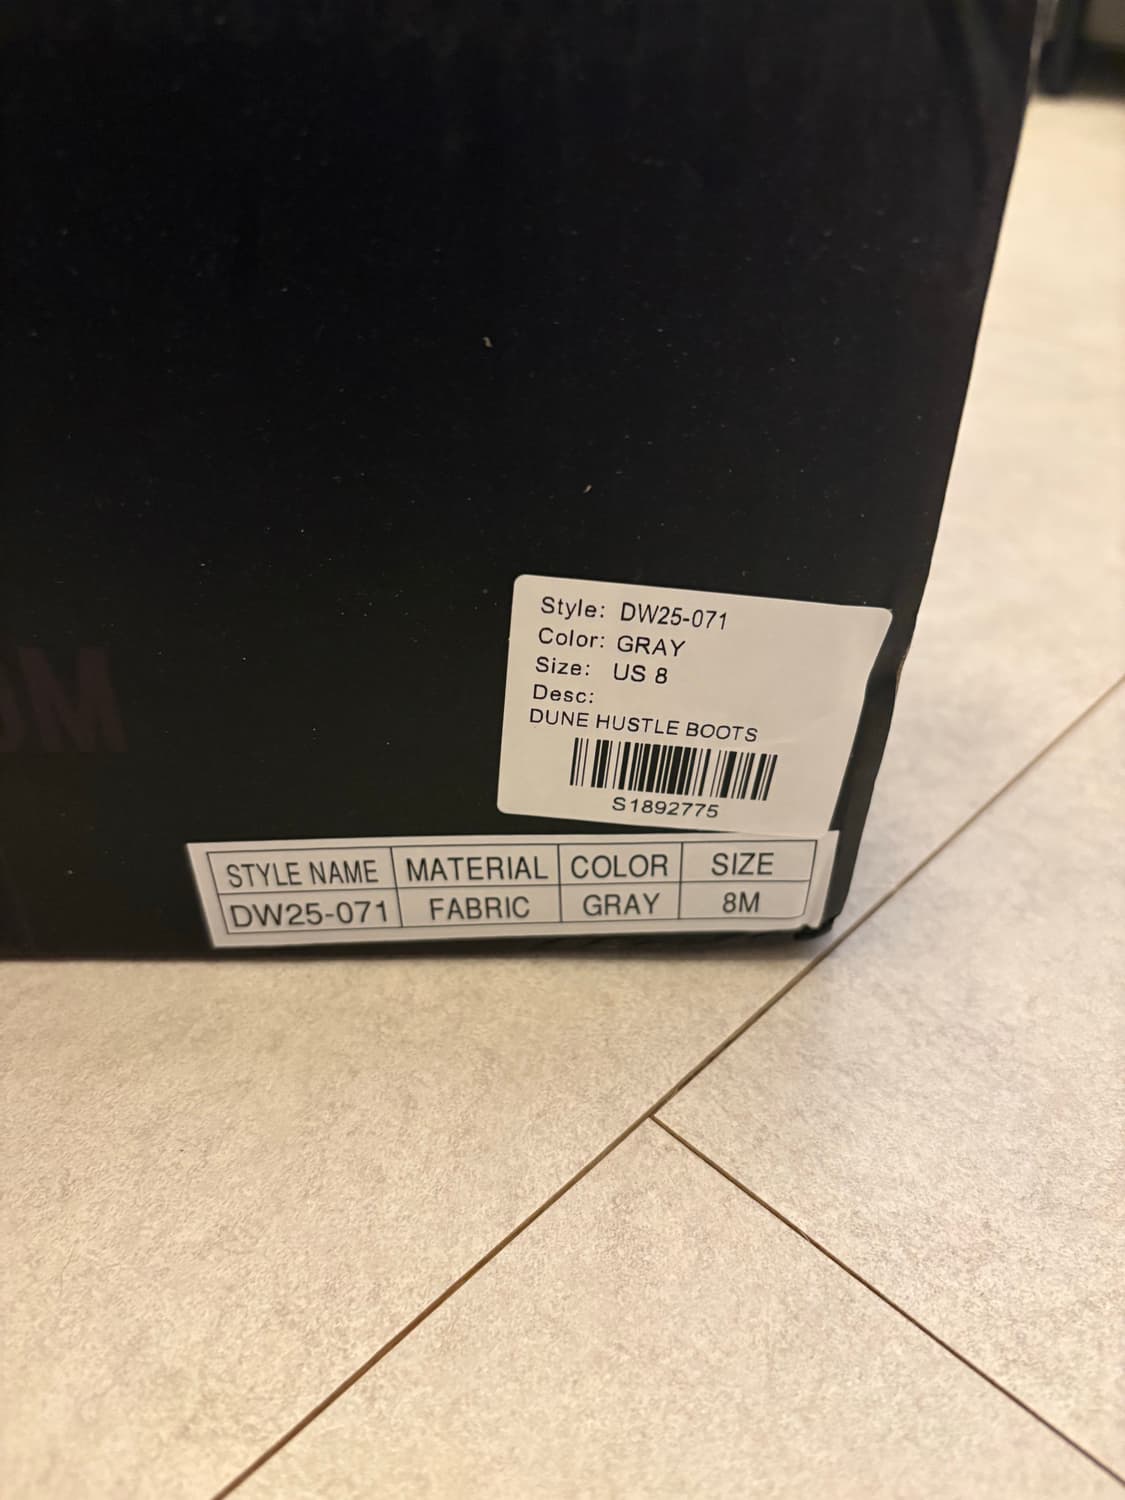 OM
Style: DW25-071
Color: GRAY
Size: US 8
Desc:
DUNE HUSTLE BOOTS
S1892775
STYLE NAME MATERIAL COLOR SIZE
DW25-071 FABRIC GRAY 8M